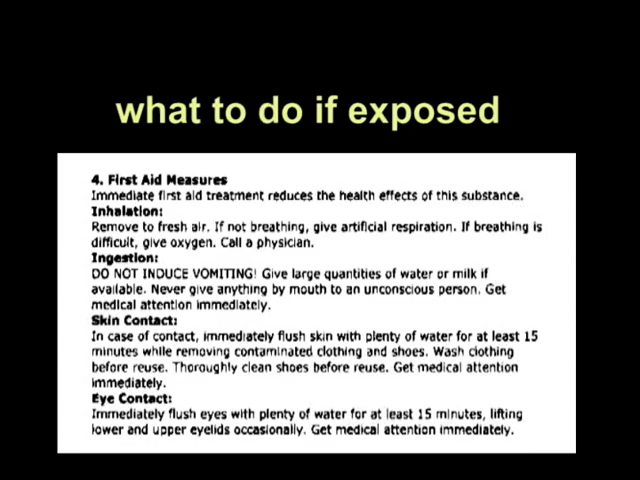 what to do if exposed
4. First Aid Measures
Immediate first aid treatment reduces the health effects of this substance.
Inhalation:
Remove to fresh air. If not breathing, give artificial respiration. If breathing is
difficult, give oxygen. Call a physician.
Ingestion:
DO NOT INDUCE VOMITING! Give large quantities of water or milk if
available. Never give anything by mouth to an unconscious person. Get
medical attention immediately.
Skin Contact:
In case of contact, immediately flush skin with plenty of water for at least 15
minutes while removing contaminated clothing and shoes. Wash clothing
before reuse. Thoroughly clean shoes before reuse. Get medical attention
immediately.
Eye Contact:
Immediately flush eyes with plenty of water for at least 15 minutes, lifting
lower and upper eyelids occasionally. Get medical attention immediately.